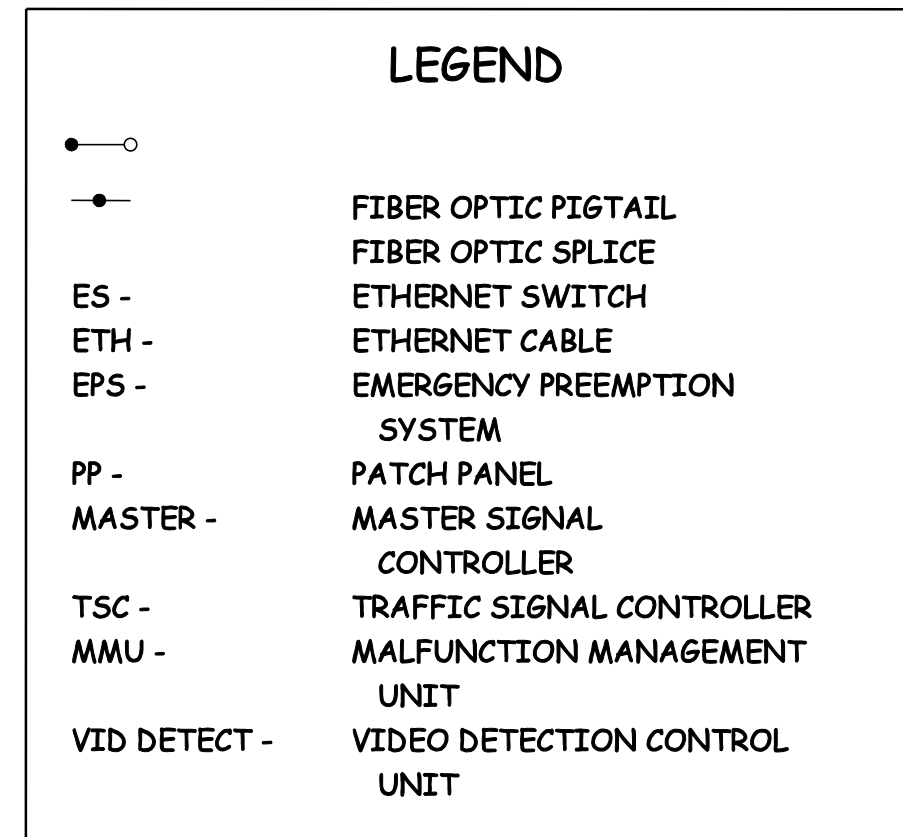 LEGEND
FIBER OPTIC PIGTAIL
FIBER OPTIC SPLICE
ES - ETHERNET SWITCH
ETH - ETHERNET CABLE
EPS - EMERGENCY PREEMPTION
SYSTEM
PP - PATCH PANEL
MASTER - MASTER SIGNAL
CONTROLLER
TSC - TRAFFIC SIGNAL CONTROLLER
MMU - MALFUNCTION MANAGEMENT
UNIT
VID DETECT - VIDEO DETECTION CONTROL
UNIT